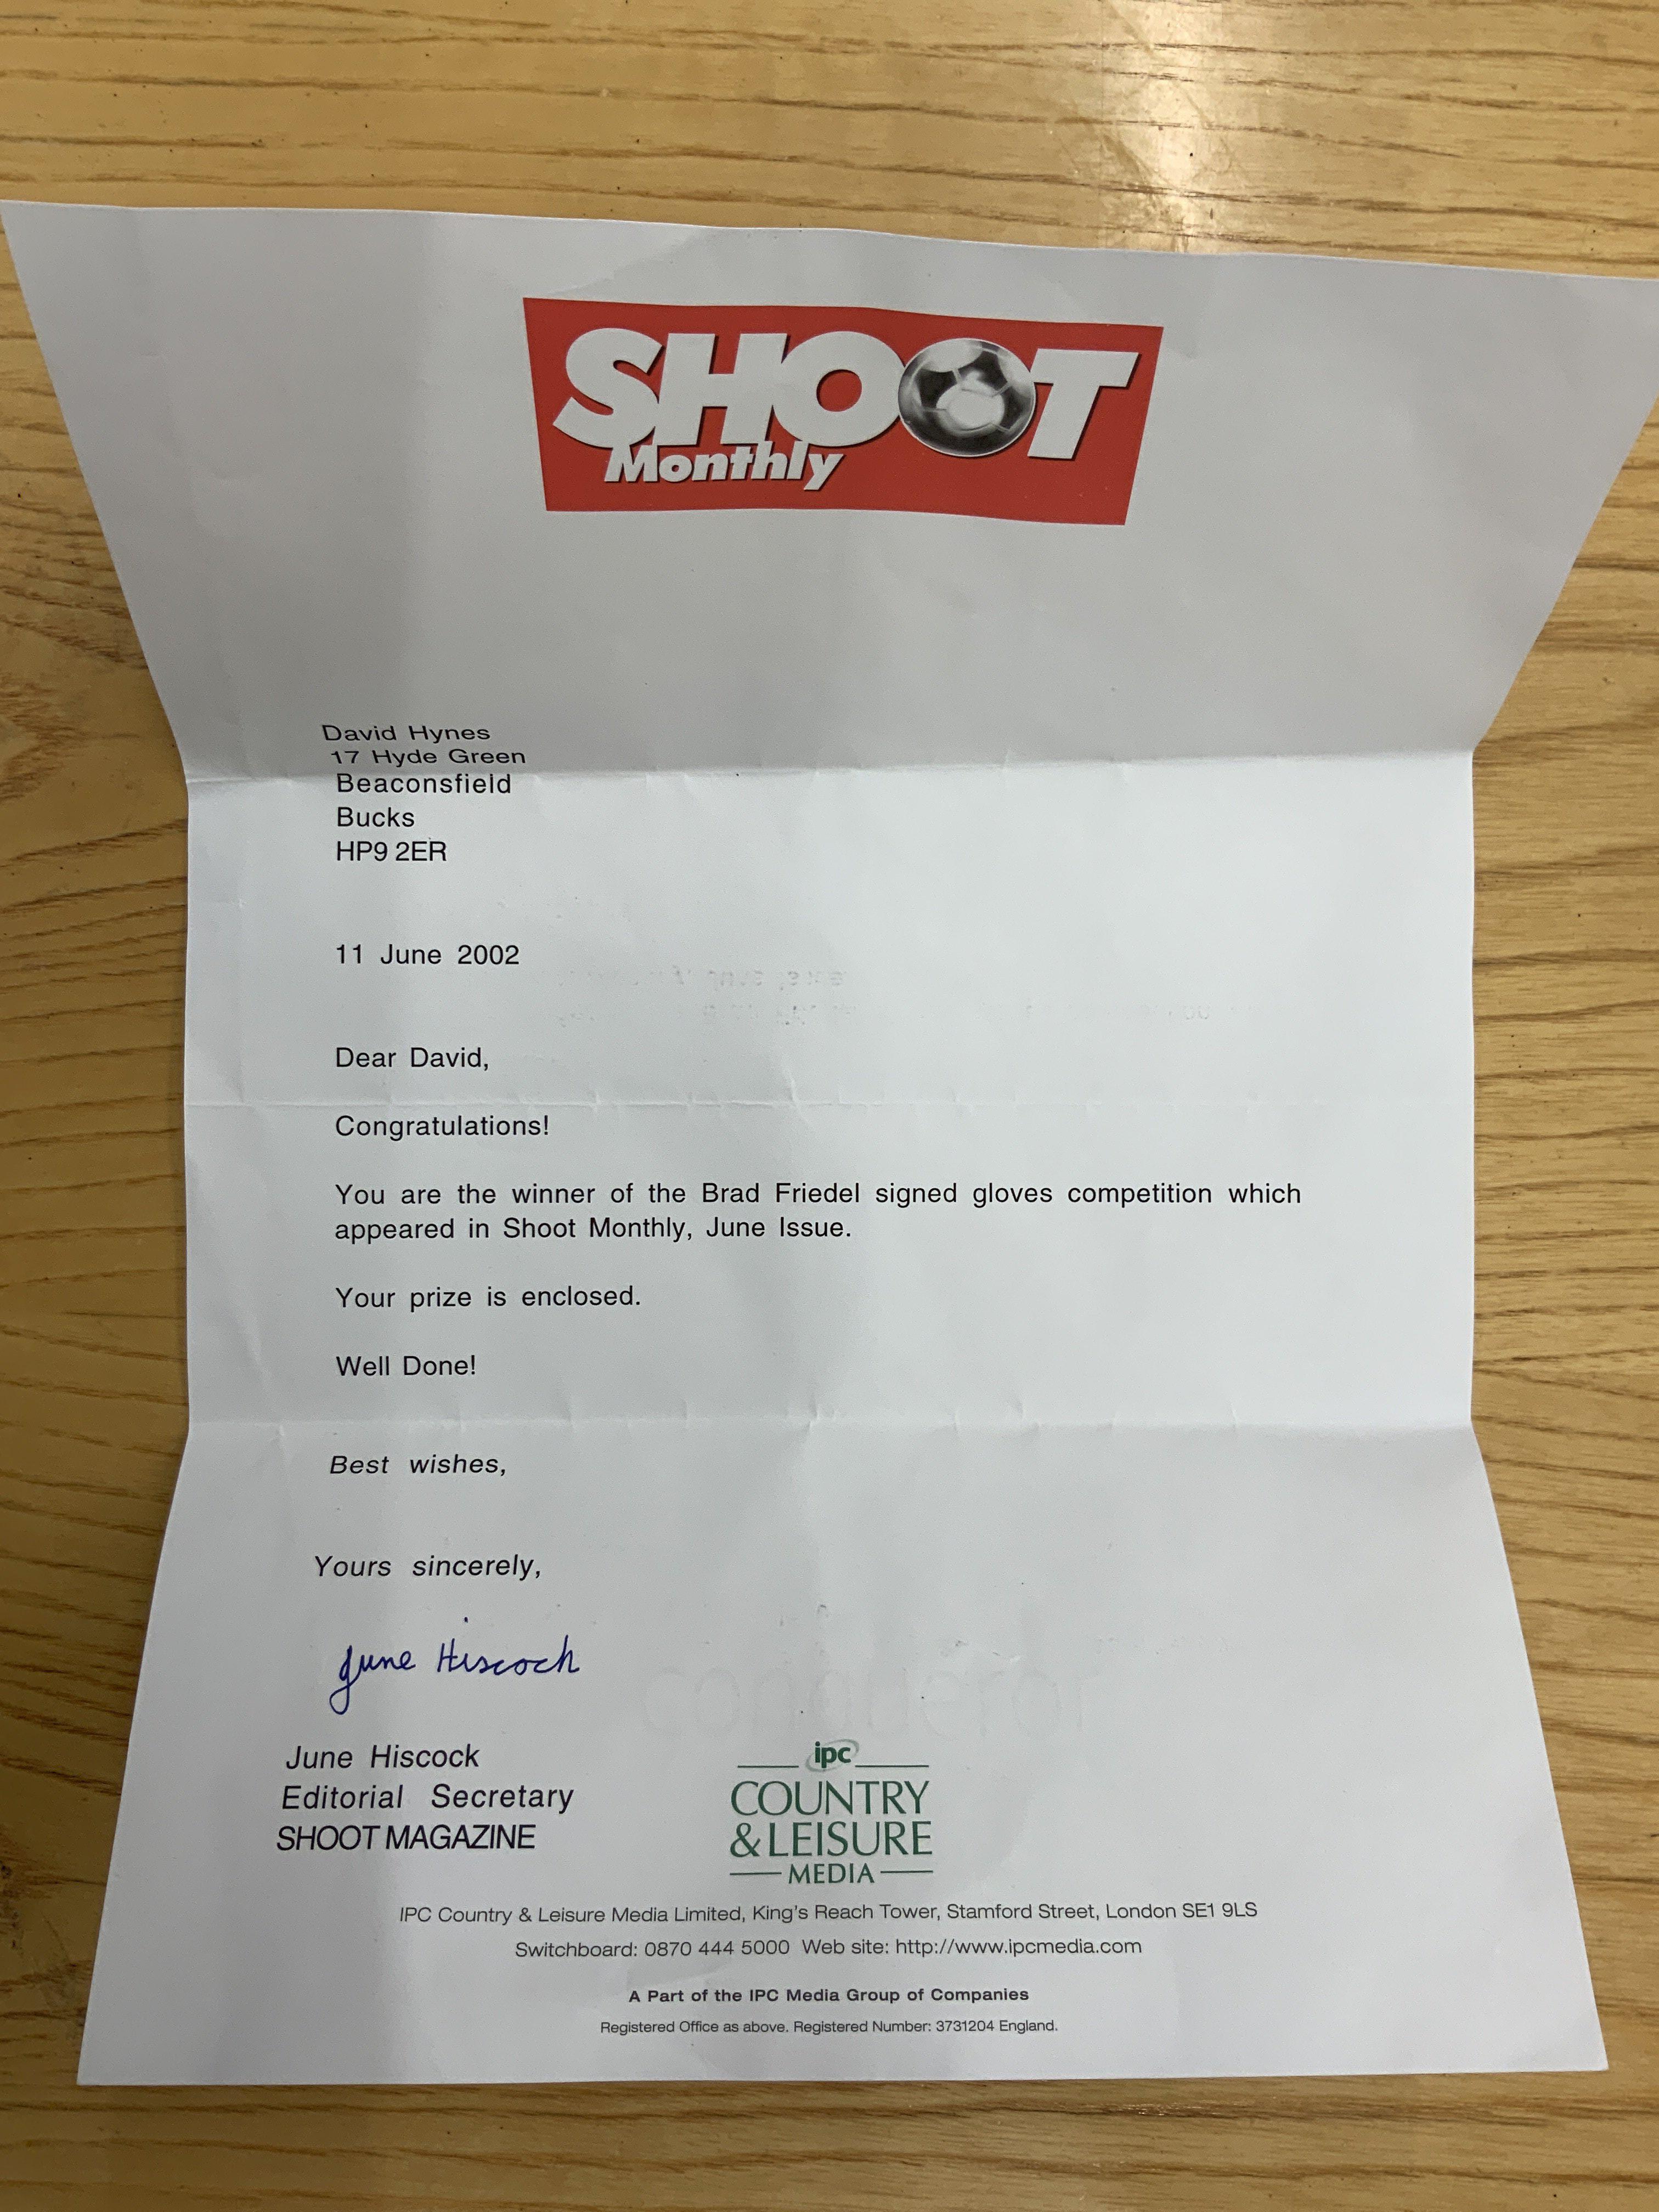 SHOOT
Monthly
David Hynes
17 Hyde Green
Beaconsfield
Bucks
HP9 2ER
11 June 2002
Dear David,
Congratulations!
You are the winner of the Brad Friedel signed gloves competition which
appeared in Shoot Monthly, June Issue.
Your prize is enclosed.
Well Done!
Best wishes,
Yours sincerely,
June Hiscock
June Hiscock
Editorial Secretary
SHOOT MAGAZINE
ipc
COUNTRY
& LEISURE
MEDIA
IPC Country & Leisure Media Limited, King's Reach Tower, Stamford Street, London SE1 9LS
Switchboard: 0870 444 5000 Web site: http://www.ipcmedia.com
A Part of the IPC Media Group of Companies
Registered Office as above. Registered Number: 3731204 England.